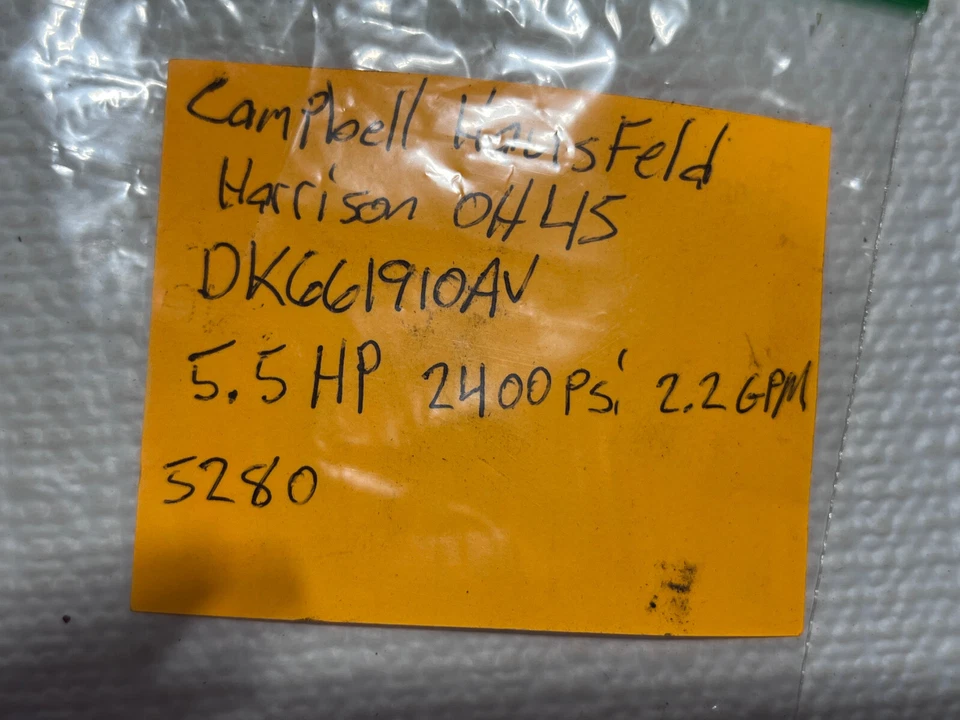 Campbell HausFeld
Harrison OH 45
DK661910AV
5.5 HP 2400 Psi 2.2 GPM
5280